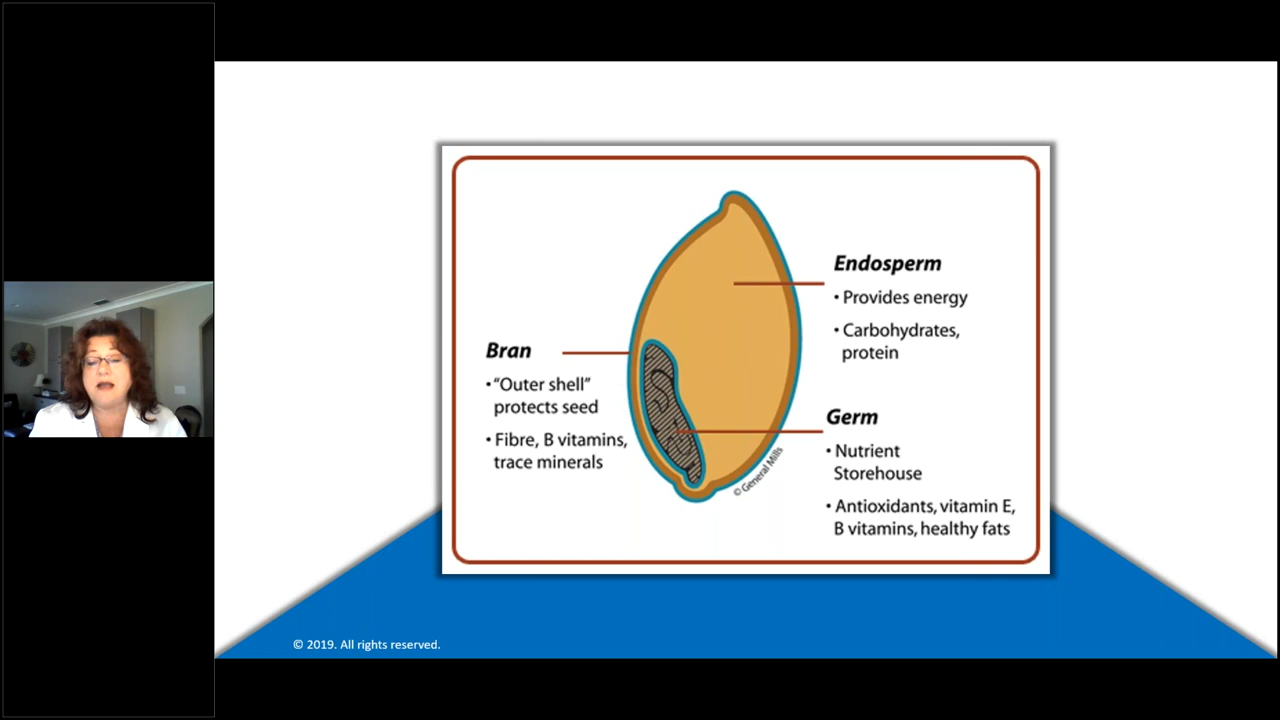 Endosperm
• Provides energy
• Carbohydrates,
protein
Bran
• "Outer shell"
protects seed
• Fibre, B vitamins,
trace minerals
Germ
• Nutrient
Storehouse
• Antioxidants, vitamin E,
B vitamins, healthy fats
© General Mills
© 2019. All rights reserved.